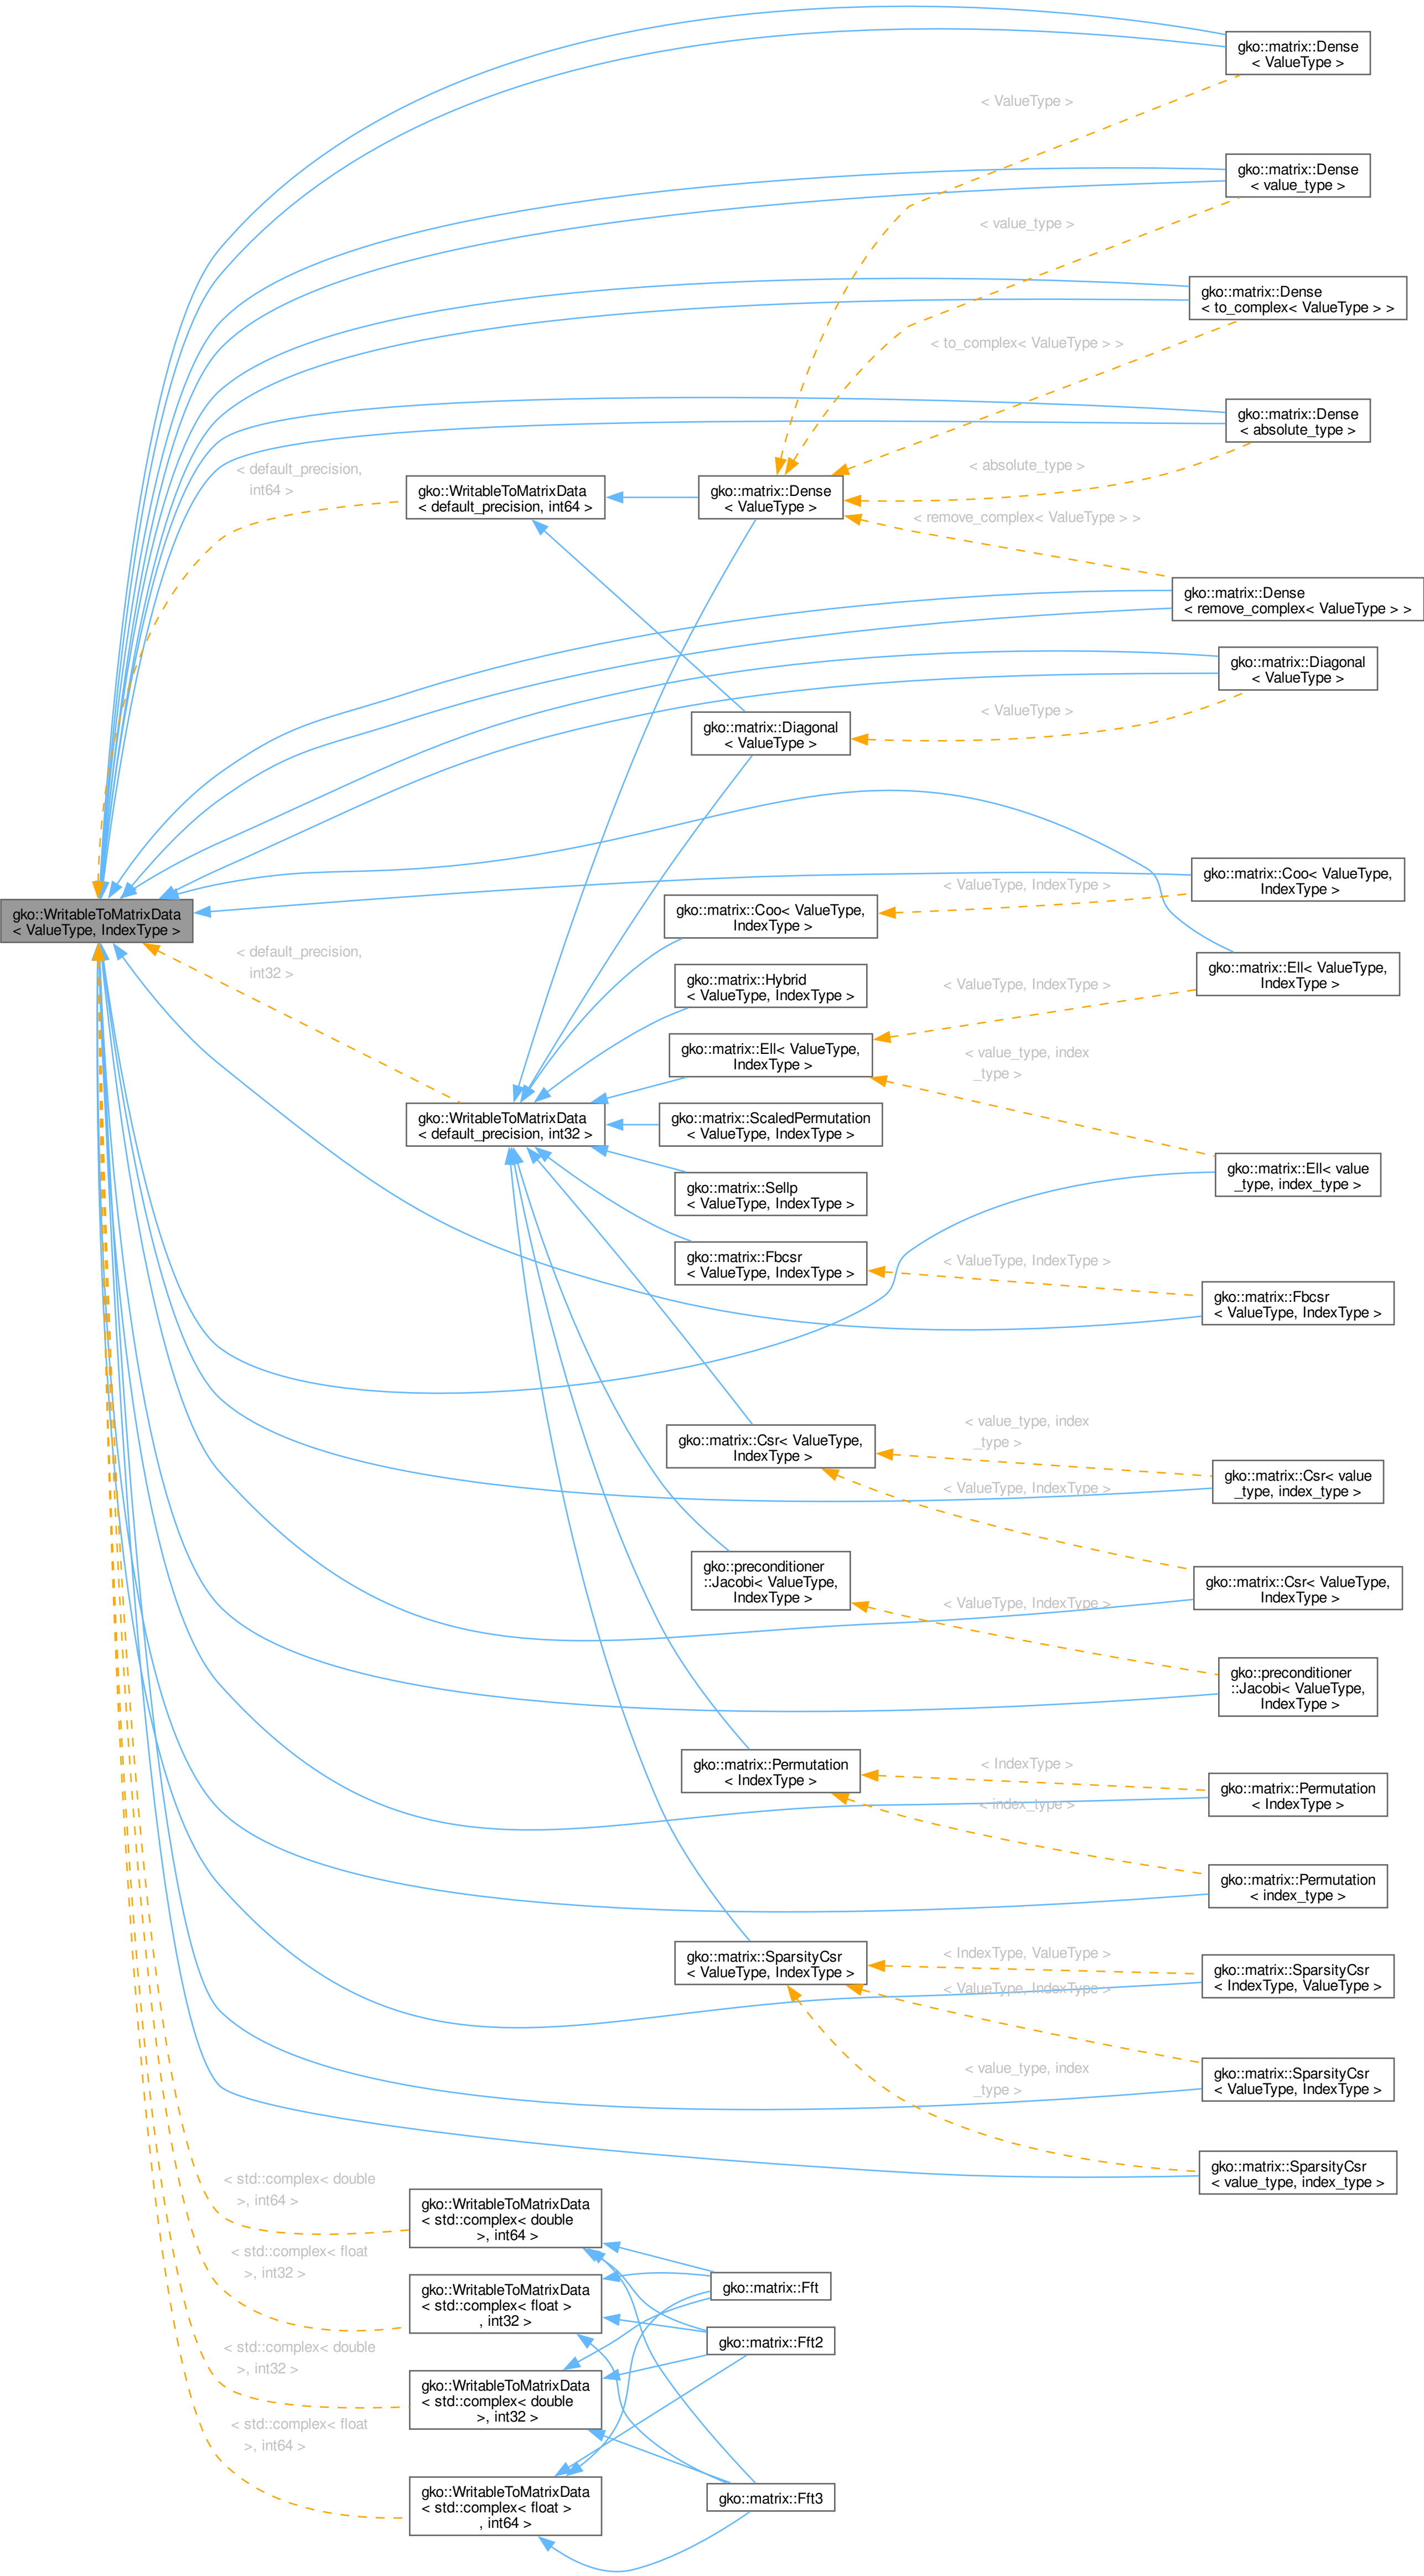 gko::matrix::Dense
< ValueType >
< ValueType >
gko::matrix::Dense
< value_type >
< value_type >
gko::matrix::Dense
< to_complex< ValueType > >
< to_complex< ValueType > >
gko::matrix::Dense
< absolute_type >
< absolute_type >
< default_precision,
int64 >
gko::WritableToMatrixData
< default_precision, int64 >
gko::matrix::Dense
< ValueType >
< remove_complex< ValueType > >
gko::matrix::Dense
< remove_complex< ValueType > >
gko::matrix::Diagonal
< ValueType >
< ValueType >
gko::matrix::Diagonal
< ValueType >
gko::matrix::Coo< ValueType,
IndexType >
< ValueType, IndexType >
gko::WritableToMatrixData
< ValueType, IndexType >
gko::matrix::Coo< ValueType,
IndexType >
< default_precision,
int32 >
gko::matrix::Hybrid
< ValueType, IndexType >
gko::matrix::Ell< ValueType,
IndexType >
< ValueType, IndexType >
gko::matrix::Ell< ValueType,
IndexType >
< value_type, index
_type >
gko::WritableToMatrixData
< default_precision, int32 >
gko::matrix::ScaledPermutation
< ValueType, IndexType >
gko::matrix::Ell< value
_type, index_type >
gko::matrix::Sellp
< ValueType, IndexType >
gko::matrix::Fbcsr
< ValueType, IndexType >
< ValueType, IndexType >
gko::matrix::Fbcsr
< ValueType, IndexType >
< value_type, index
_type >
gko::matrix::Csr< ValueType,
IndexType >
gko::matrix::Csr< value
_type, index_type >
< ValueType, IndexType >
gko::matrix::Csr< ValueType,
IndexType >
gko::preconditioner
::Jacobi< ValueType,
IndexType >
< ValueType, IndexType >
gko::preconditioner
::Jacobi< ValueType,
IndexType >
gko::matrix::Permutation
< IndexType >
< IndexType >
gko::matrix::Permutation
< IndexType >
< index_type >
gko::matrix::Permutation
< index_type >
gko::matrix::SparsityCsr
< ValueType, IndexType >
< IndexType, ValueType >
gko::matrix::SparsityCsr
< IndexType, ValueType >
< ValueType, IndexType >
gko::matrix::SparsityCsr
< ValueType, IndexType >
< value_type, index
_type >
gko::matrix::SparsityCsr
< value_type, index_type >
< std::complex< double
>, int64 >
gko::WritableToMatrixData
< std::complex< double
>, int64 >
< std::complex< float
>, int32 >
gko::WritableToMatrixData
< std::complex< float >
, int32 >
gko::matrix::Fft
gko::matrix::Fft2
< std::complex< double
>, int32 >
gko::WritableToMatrixData
< std::complex< double
>, int32 >
< std::complex< float
>, int64 >
gko::WritableToMatrixData
< std::complex< float >
, int64 >
gko::matrix::Fft3